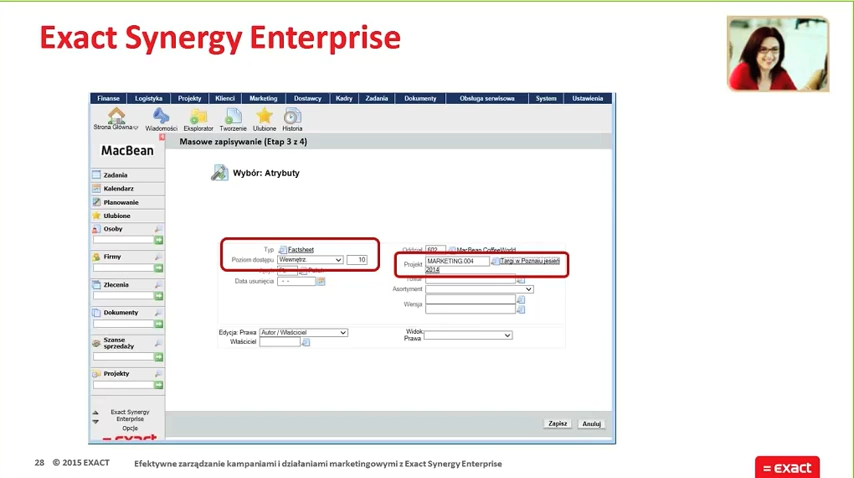 Exact Synergy Enterprise
Finanse Logistyka Projekty Klienci Marketing Dostawcy Kadry Zadania Dokumenty Obsługa serwisowa System Ustawienia
Strona Główna Wiadomości Eksplorator Tworzenie Ulubione Historia
MacBean
Masowe zapisywanie (Etap 3 z 4)
Wybór: Atrybuty
Zadania
Kalendarz
Planowanie
Ulubione
Osoby
Firmy
Zlecenia
Dokumenty
Szanse
sprzedaży
Projekty
Exact Synergy
Enterprise
Opcje
= exact
Typ Factsheet
Poziom dostępu Wewnętrz. 10
Data usunięcia - -
Oddział 602 MacBean CoffeeWorld
Projekt MARKETING.004 Targi w Poznaiu jesień
2014
Asortyment
Wersja
Edycja: Prawa Autor / Właściciel
Właściciel
Widok
Prawa
Zapisz Anuluj
28 © 2015 EXACT Efektywne zarządzanie kampaniami i działaniami marketingowymi z Exact Synergy Enterprise
= exact